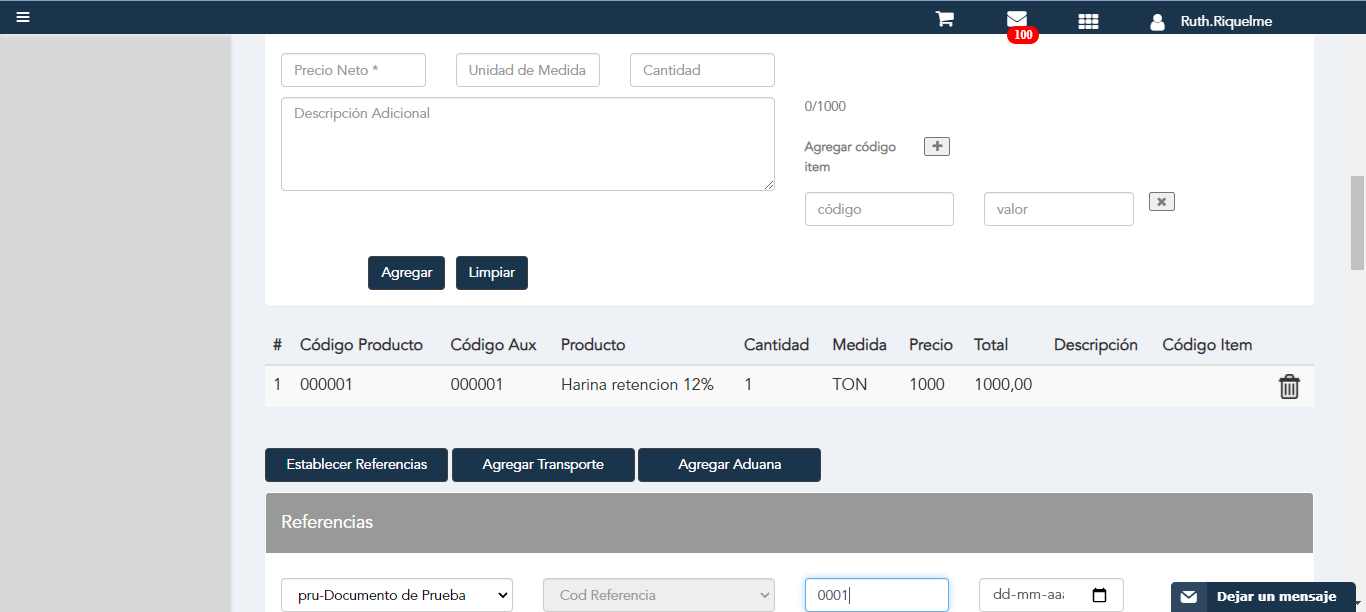 Ruth.Riquelme
100
Precio Neto *
Unidad de Medida
Cantidad
Descripción Adicional
0/1000
Agregar código
item
código
valor
Agregar
Limpiar
# Código Producto Código Aux Producto Cantidad Medida Precio Total Descripción Código Item
1 000001 000001 Harina retencion 12% 1 TON 1000 1000,00
Establecer Referencias
Agregar Transporte
Agregar Aduana
Referencias
pru-Documento de Prueba
Cod Referencia
0001
dd-mm-aaa
Dejar un mensaje